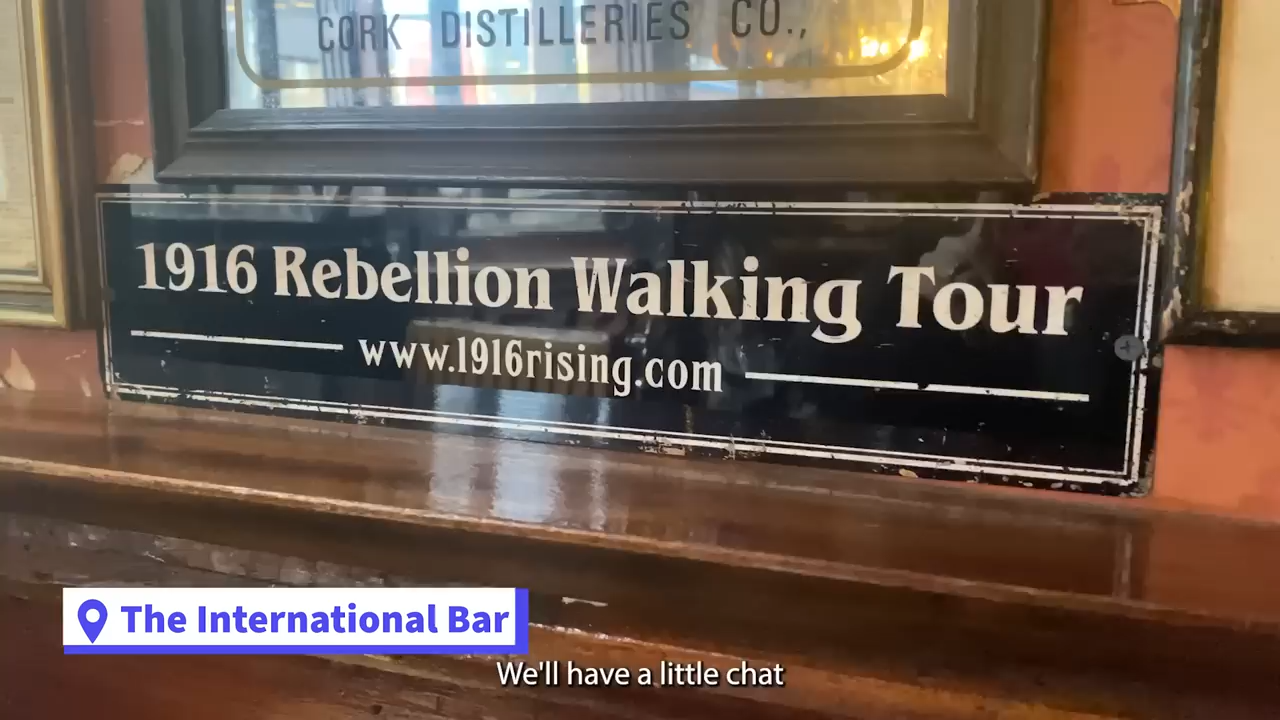 CORK DISTILLERIES CO.,
1916 Rebellion Walking Tour
www.1916rising.com
The International Bar
We'll have a little chat